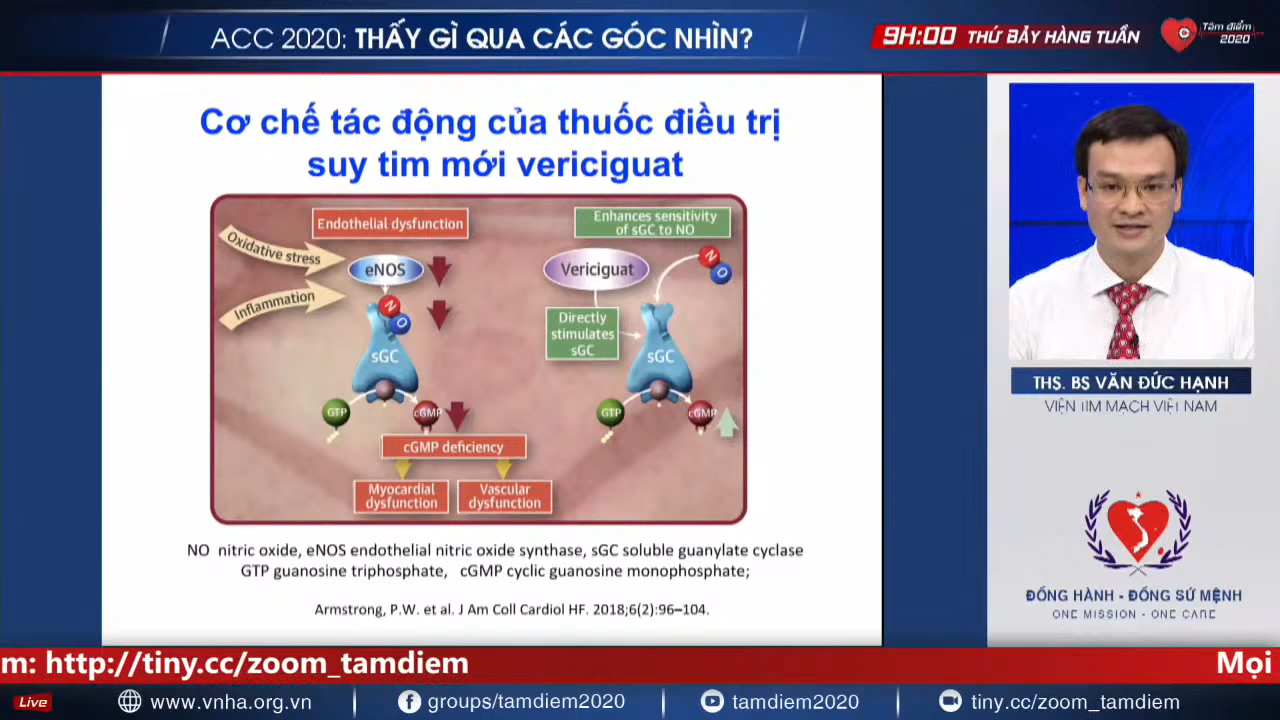 ACC 2020: THẤY GÌ QUA CÁC GÓC NHÌN?
9H:00 THỨ BẢY HÀNG TUẦN
Tâm điểm
2020
Cơ chế tác động của thuốc điều trị
suy tim mới vericiguat
Endothelial dysfunction
Oxidative stress
eNOS
Inflammation
N
O
sGC
GTP
cGMP
cGMP deficiency
Myocardial
dysfunction
Vascular
dysfunction
Enhances sensitivity
of sGC to NO
Vericiguat
N
O
Directly
stimulates
sGC
sGC
GTP
cGMP
NO nitric oxide, eNOS endothelial nitric oxide synthase, sGC soluble guanylate cyclase
GTP guanosine triphosphate, cGMP cyclic guanosine monophosphate;
Armstrong, P.W. et al. J Am Coll Cardiol HF. 2018;6(2):96–104.
THS. BS VĂN ĐỨC HẠNH
VIỆN TIM MẠCH VIỆT NAM
ĐỒNG HÀNH - ĐỒNG SỨ MỆNH
ONE MISSION - ONE CARE
m: http://tiny.cc/zoom_tamdiem
Mọi
Live
www.vnha.org.vn
groups/tamdiem2020
tamdiem2020
tiny.cc/zoom_tamdiem